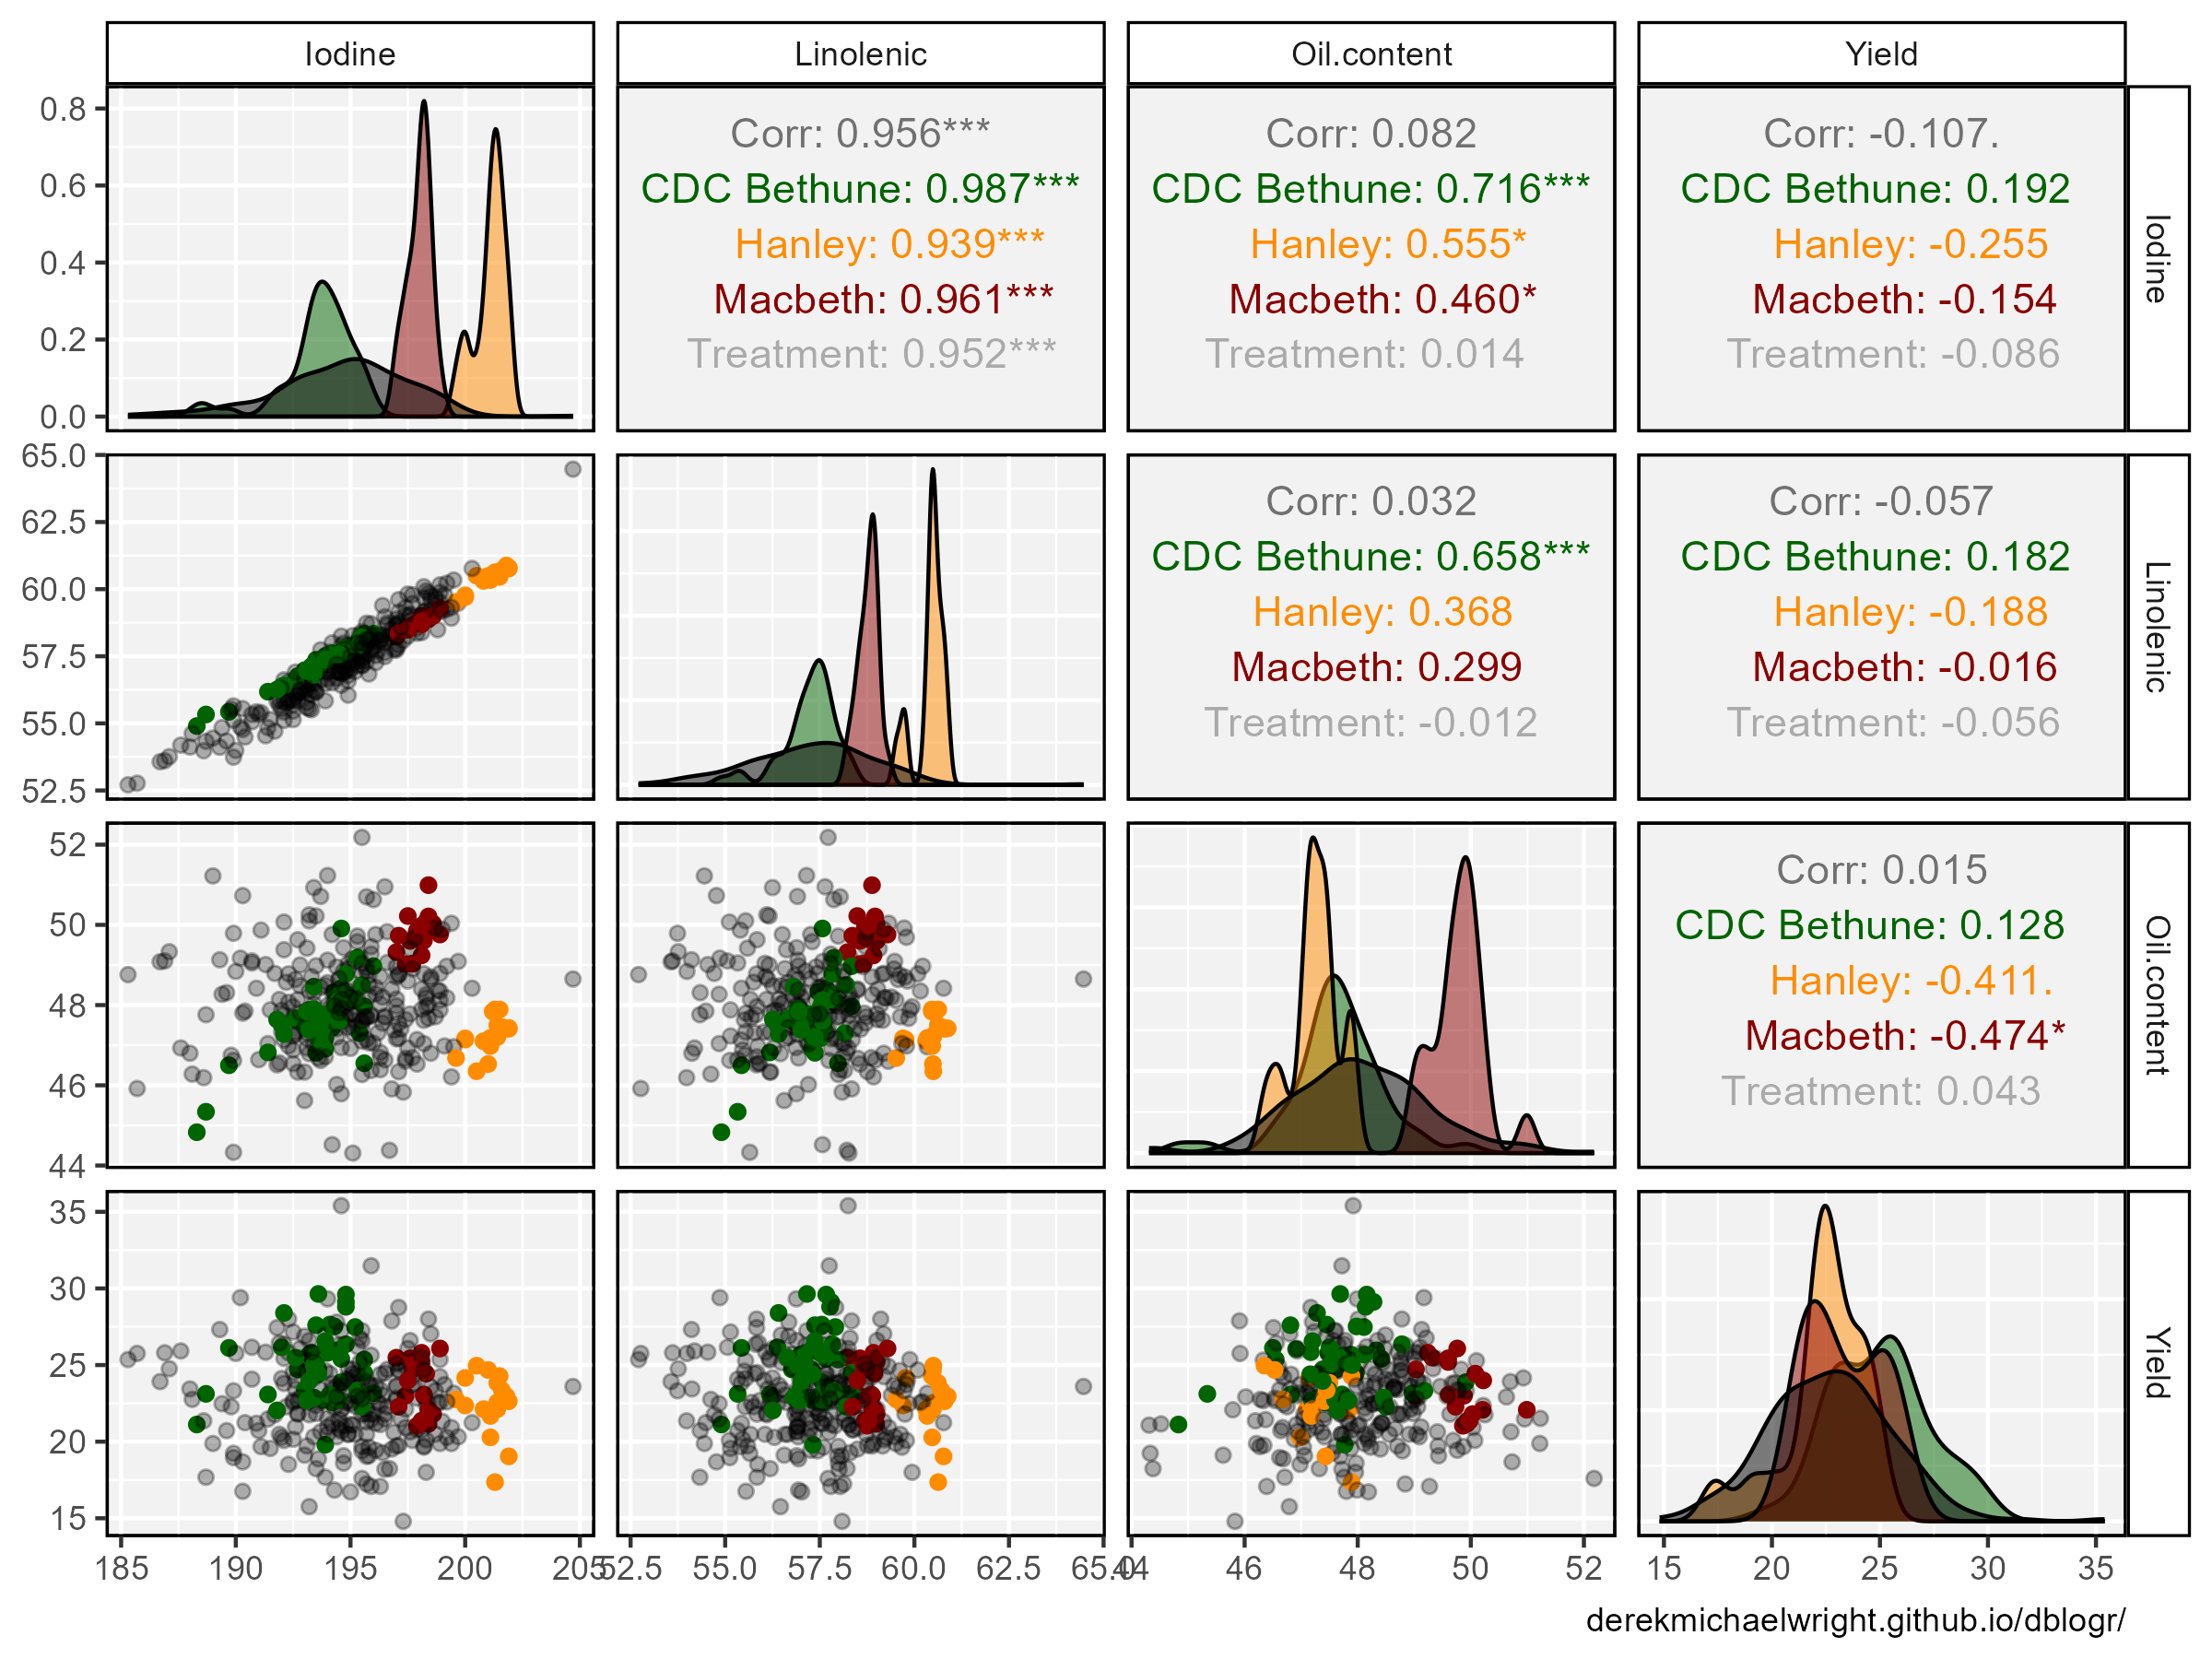 Iodine
Linolenic
Oil.content
Yield
0.8
0.6
0.4
0.2
0.0
Corr: 0.956***
CDC Bethune: 0.987***
Hanley: 0.939***
Macbeth: 0.961***
Treatment: 0.952***
Corr: 0.082
CDC Bethune: 0.716***
Hanley: 0.555*
Macbeth: 0.460*
Treatment: 0.014
Corr: -0.107.
CDC Bethune: 0.192
Hanley: -0.255
Macbeth: -0.154
Treatment: -0.086
Iodine
65.0
62.5
60.0
57.5
55.0
52.5
Corr: 0.032
CDC Bethune: 0.658***
Hanley: 0.368
Macbeth: 0.299
Treatment: -0.012
Corr: -0.057
CDC Bethune: 0.182
Hanley: -0.188
Macbeth: -0.016
Treatment: -0.056
Linolenic
52
50
48
46
44
Corr: 0.015
CDC Bethune: 0.128
Hanley: -0.411.
Macbeth: -0.474*
Treatment: 0.043
Oil.content
35
30
25
20
15
Yield
185 190 195 200 205
52.5 55.0 57.5 60.0 62.5 65.0
44 46 48 50 52
15 20 25 30 35
derekmichaelwright.github.io/dblogr/